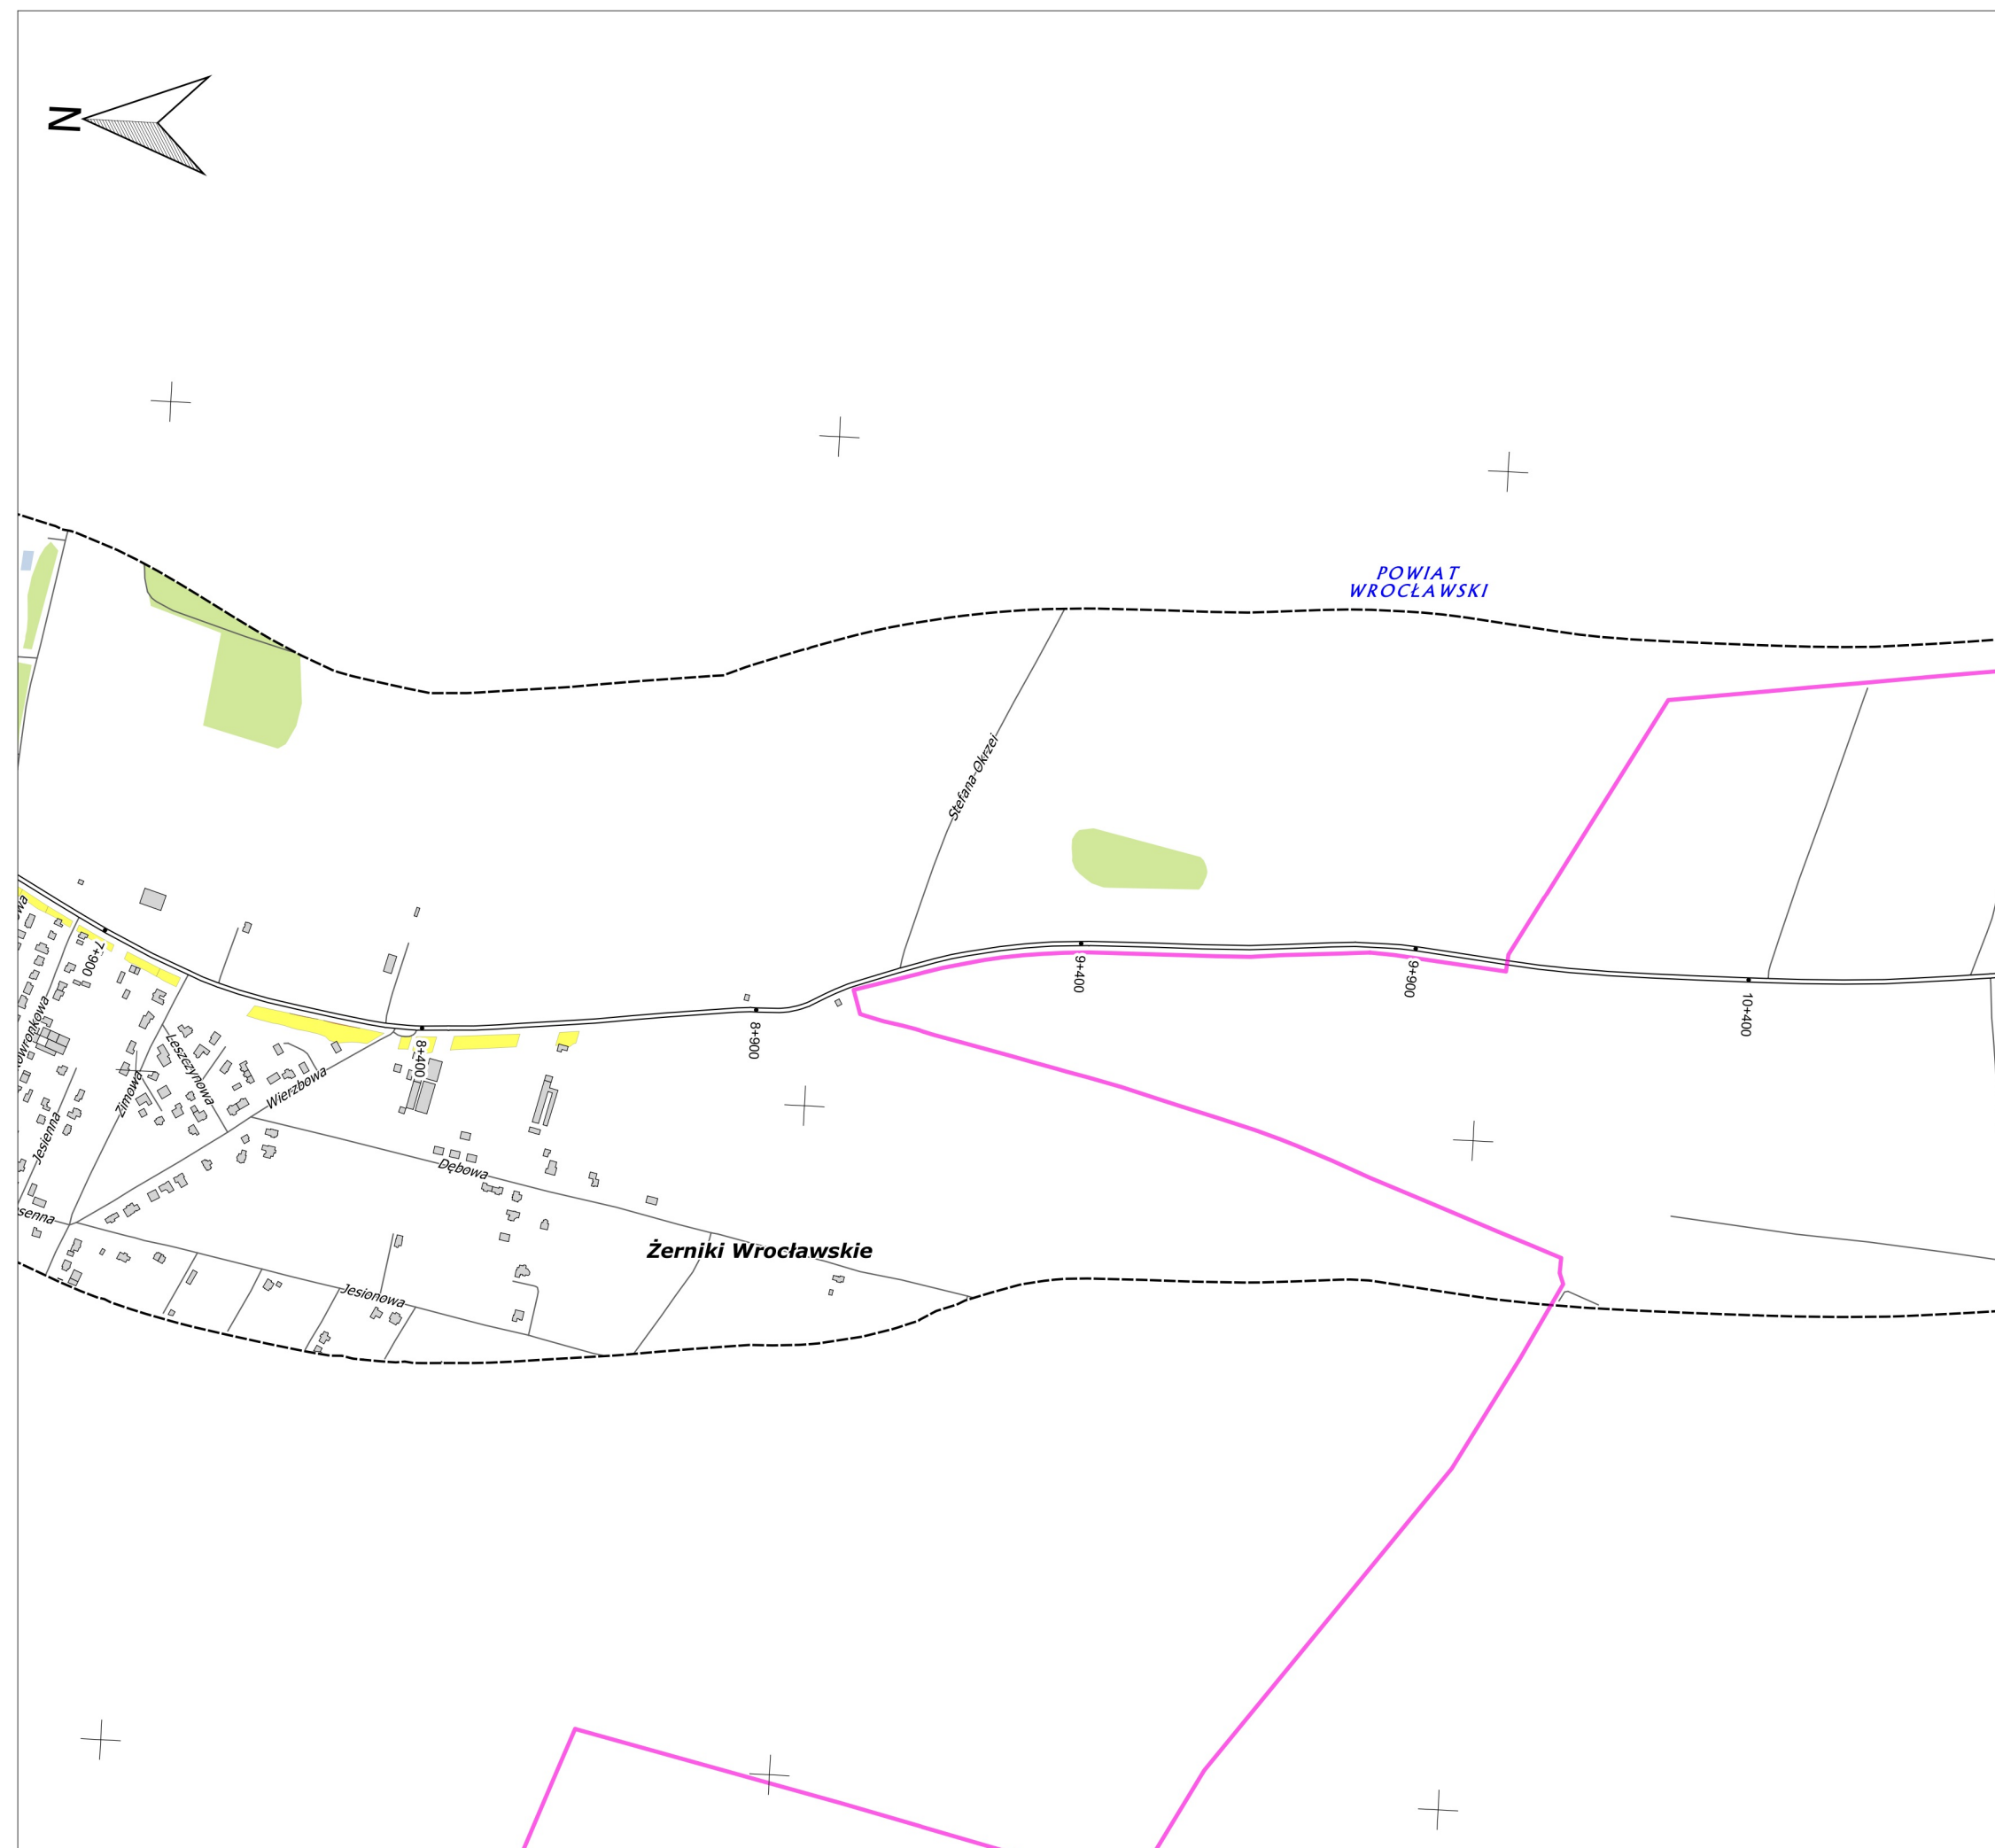 N
POWIAT
WROCŁAWSKI
Stefana Okrzei
7+900
8+400
8+900
9+400
9+900
10+400
Leszczynowa
Wierzbowa
Zimowa
Jesienna
Dębowa
Żerniki Wrocławskie
Jesionowa